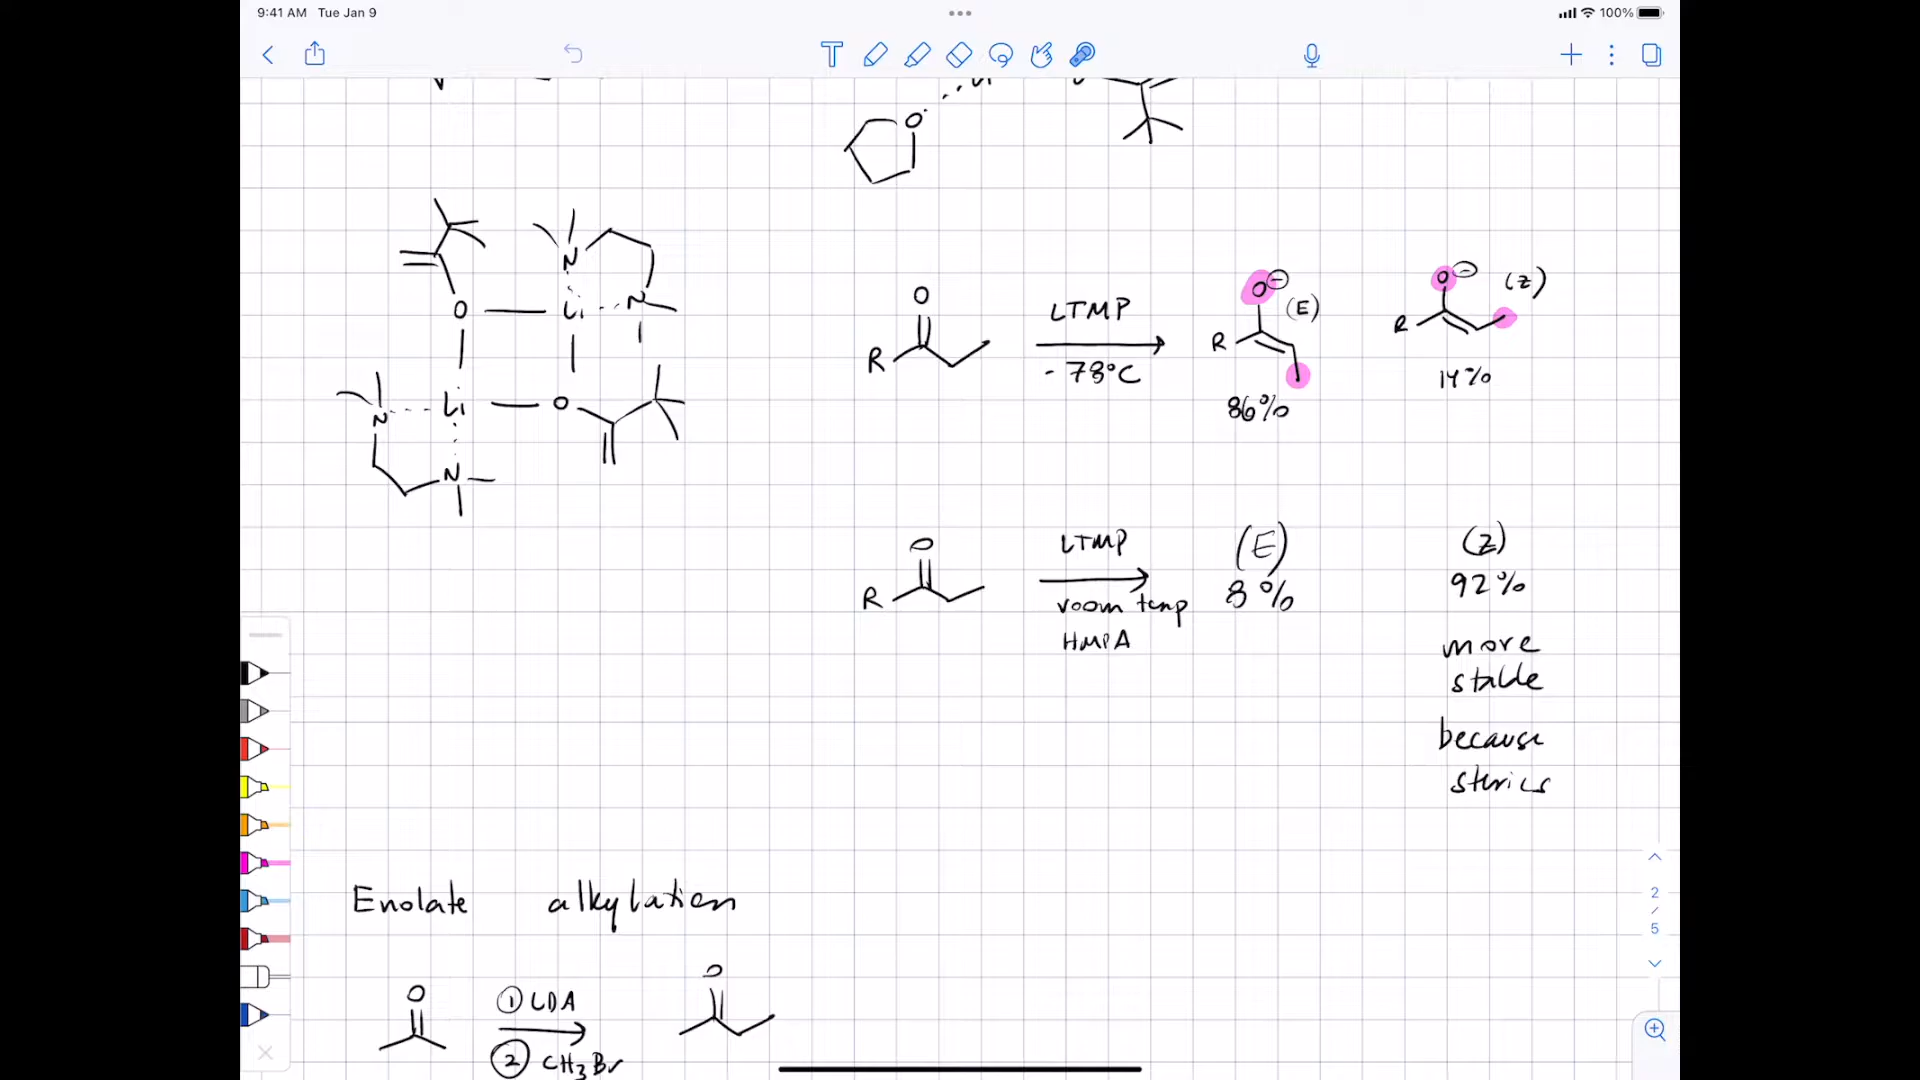 9:41 AM Tue Jan 9
100%
O
O
N
O Li N
N Li O
N
O
R
LTMP
-78°C
O⊖
(E)
R
86%
O⊖
(Z)
R
14%
O
R
LTMP
room temp
HMPA
(E)
8%
(Z)
92%
more
stable
because
sterics
Enolate alkylation
O
① LDA
② CH3Br
O
2
/
5